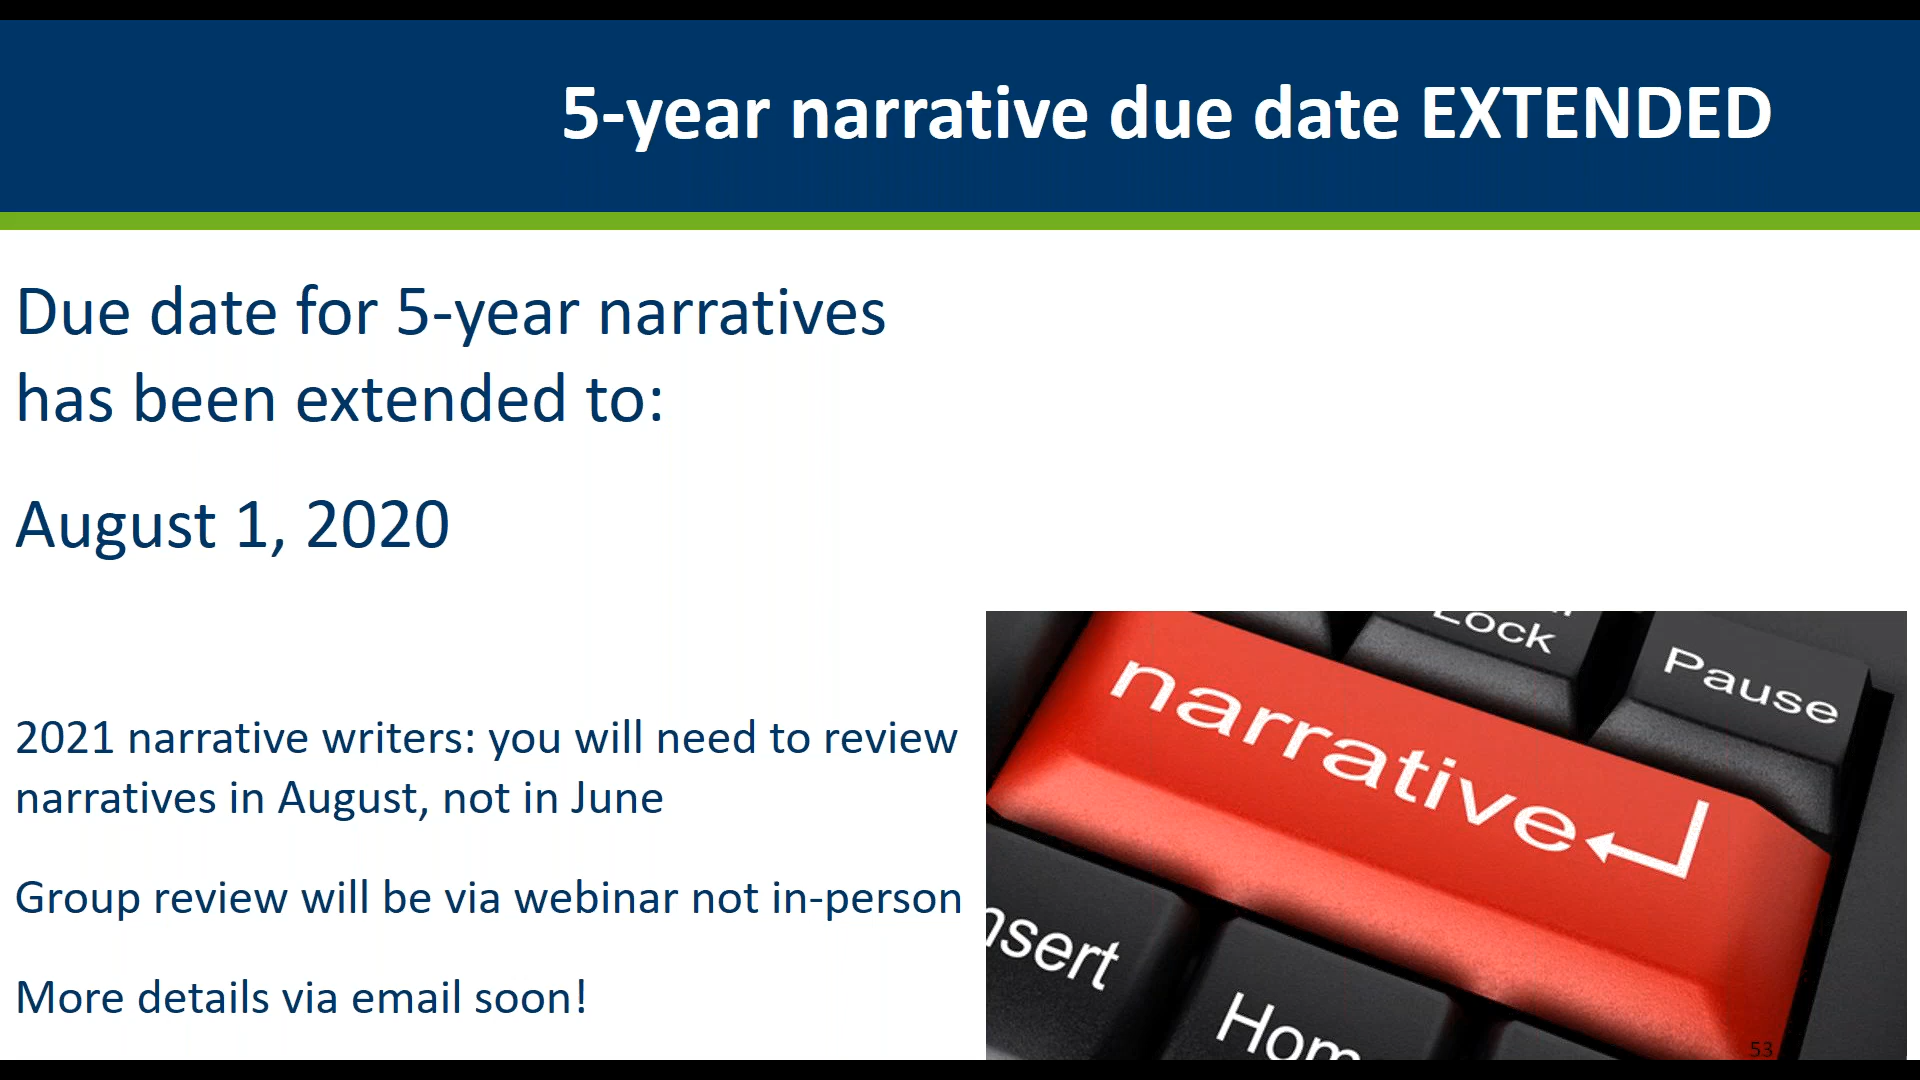 5-year narrative due date EXTENDED
Due date for 5-year narratives
has been extended to:
August 1, 2020
2021 narrative writers: you will need to review
narratives in August, not in June
Group review will be via webinar not in-person
More details via email soon!
Lock
Pause
narrative
nsert
Hom
53